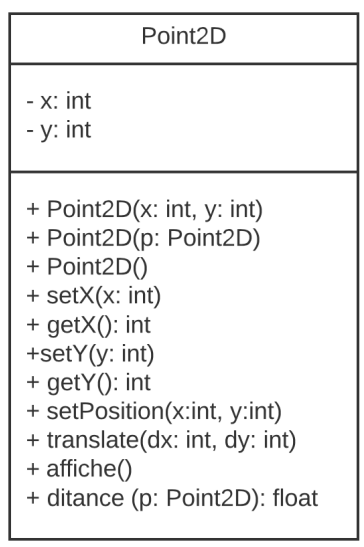 Point2D
- x: int
- y: int
+ Point2D(x: int, y: int)
+ Point2D(p: Point2D)
+ Point2D()
+ setX(x: int)
+ getX(): int
+setY(y: int)
+ getY(): int
+ setPosition(x:int, y:int)
+ translate(dx: int, dy: int)
+ affiche()
+ ditance (p: Point2D): float